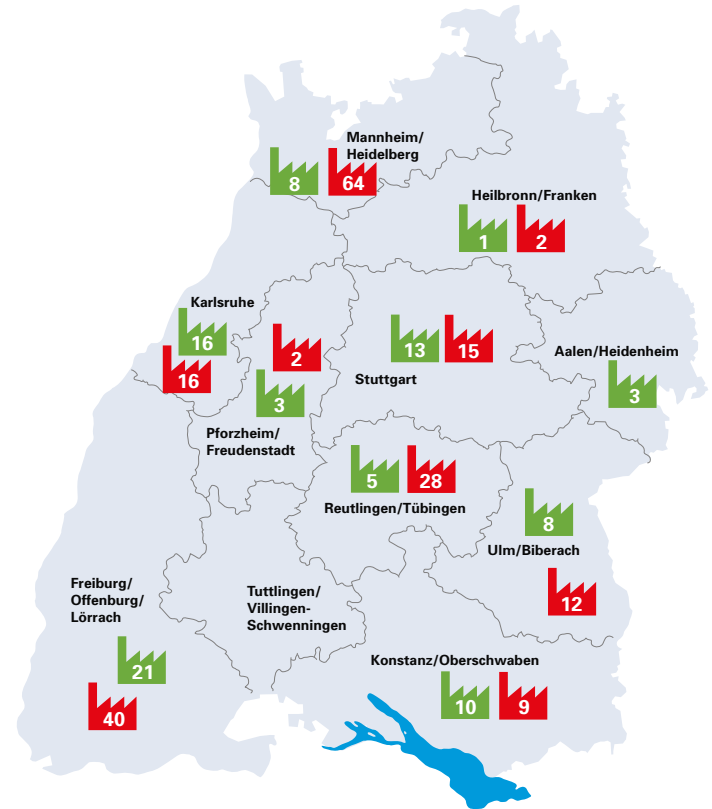 Mannheim/
Heidelberg
8
64
Heilbronn/Franken
1
2
Karlsruhe
16
16
2
3
Pforzheim/
Freudenstadt
13
15
Stuttgart
Aalen/Heidenheim
3
5
28
Reutlingen/Tübingen
8
Ulm/Biberach
12
Freiburg/
Offenburg/
Lörrach
21
40
Tuttlingen/
Villingen-
Schwenningen
Konstanz/Oberschwaben
10
9